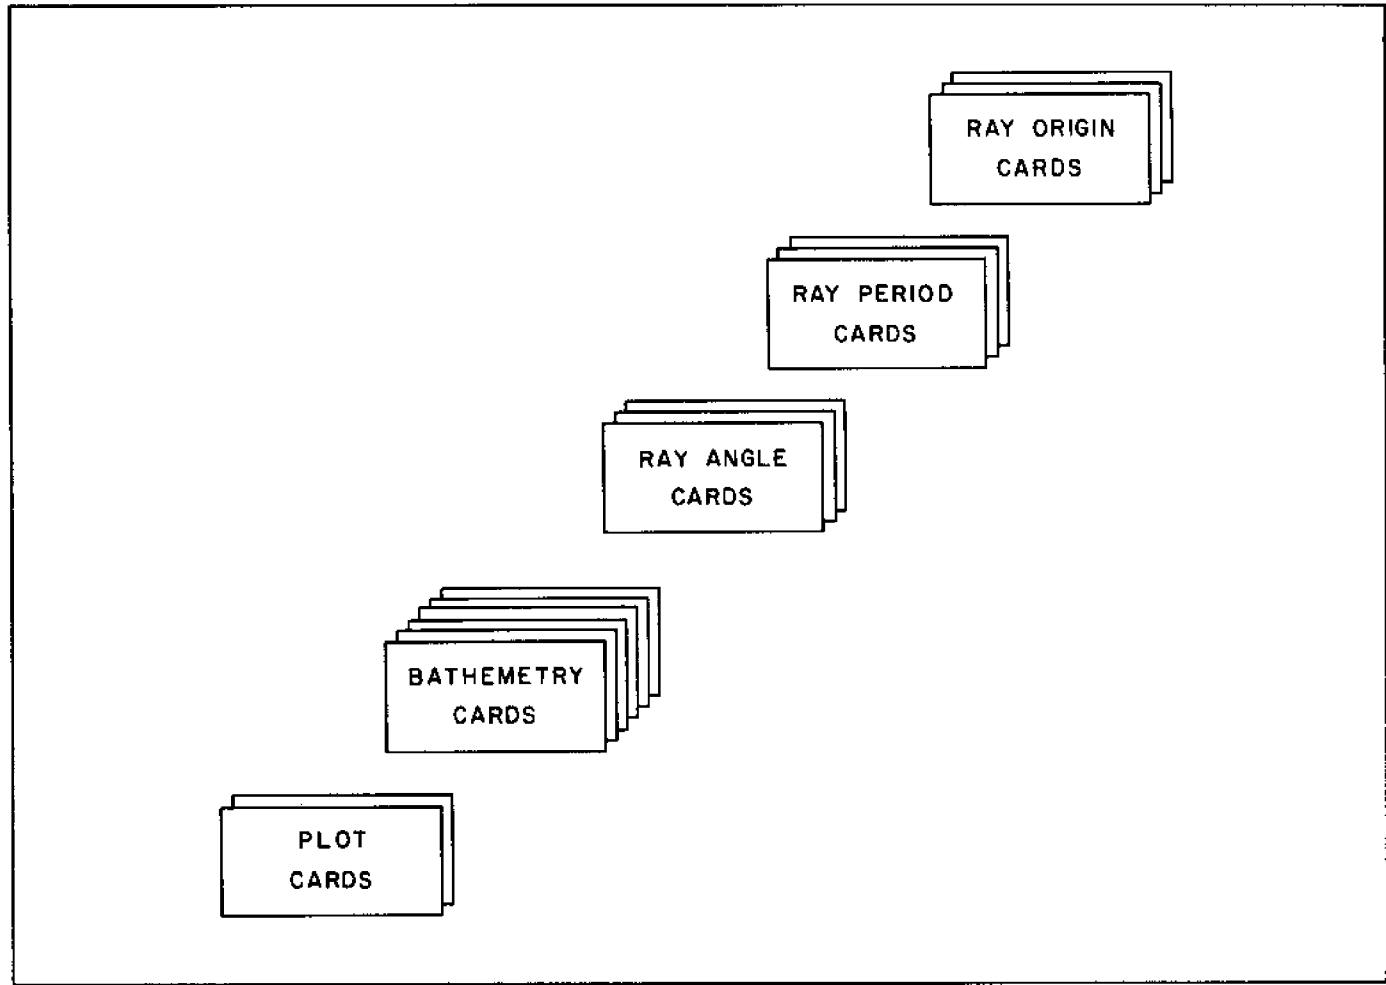 RAY ORIGIN
CARDS
RAY PERIOD
CARDS
RAY ANGLE
CARDS
BATHEMETRY
CARDS
PLOT
CARDS